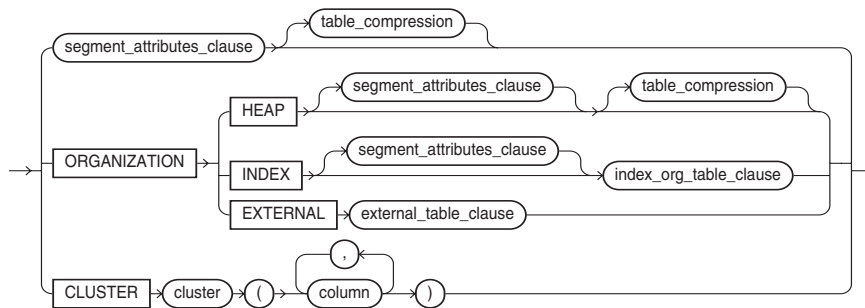 table_compression
segment_attributes_clause
segment_attributes_clause table_compression
HEAP
segment_attributes_clause
ORGANIZATION INDEX index_org_table_clause
EXTERNAL external_table_clause
,
CLUSTER cluster ( column )